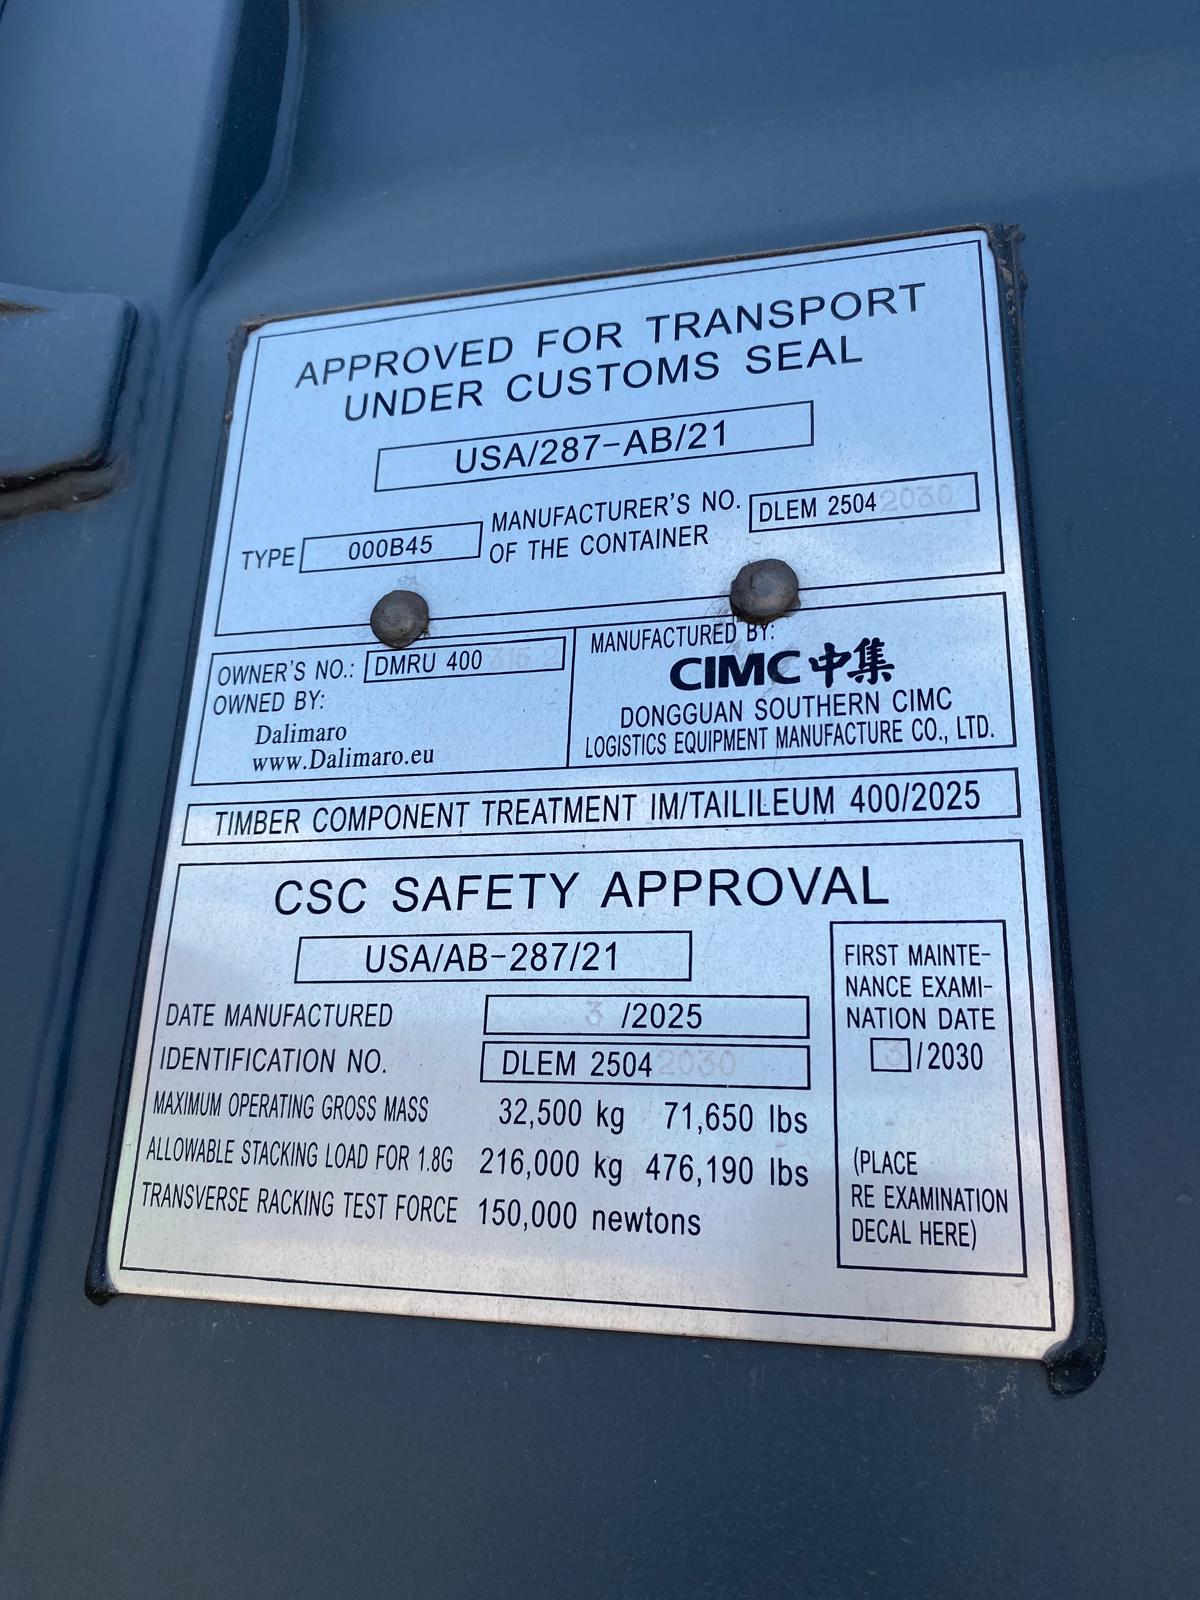 APPROVED FOR TRANSPORT
UNDER CUSTOMS SEAL
USA/287-AB/21
TYPE 000B45
MANUFACTURER'S NO.
OF THE CONTAINER
DLEM 2504 2030
OWNER'S NO.: DMRU 400
OWNED BY:
Dalimaro
www.Dalimaro.eu
MANUFACTURED BY:
CIMC 中集
DONGGUAN SOUTHERN CIMC
LOGISTICS EQUIPMENT MANUFACTURE CO., LTD.
TIMBER COMPONENT TREATMENT IM/TAILILEUM 400/2025
CSC SAFETY APPROVAL
USA/AB-287/21
DATE MANUFACTURED 3 /2025
IDENTIFICATION NO. DLEM 2504 2030
MAXIMUM OPERATING GROSS MASS 32,500 kg 71,650 lbs
ALLOWABLE STACKING LOAD FOR 1.8G 216,000 kg 476,190 lbs
TRANSVERSE RACKING TEST FORCE 150,000 newtons
FIRST MAINTE-
NANCE EXAMI-
NATION DATE
3 /2030
(PLACE
RE EXAMINATION
DECAL HERE)